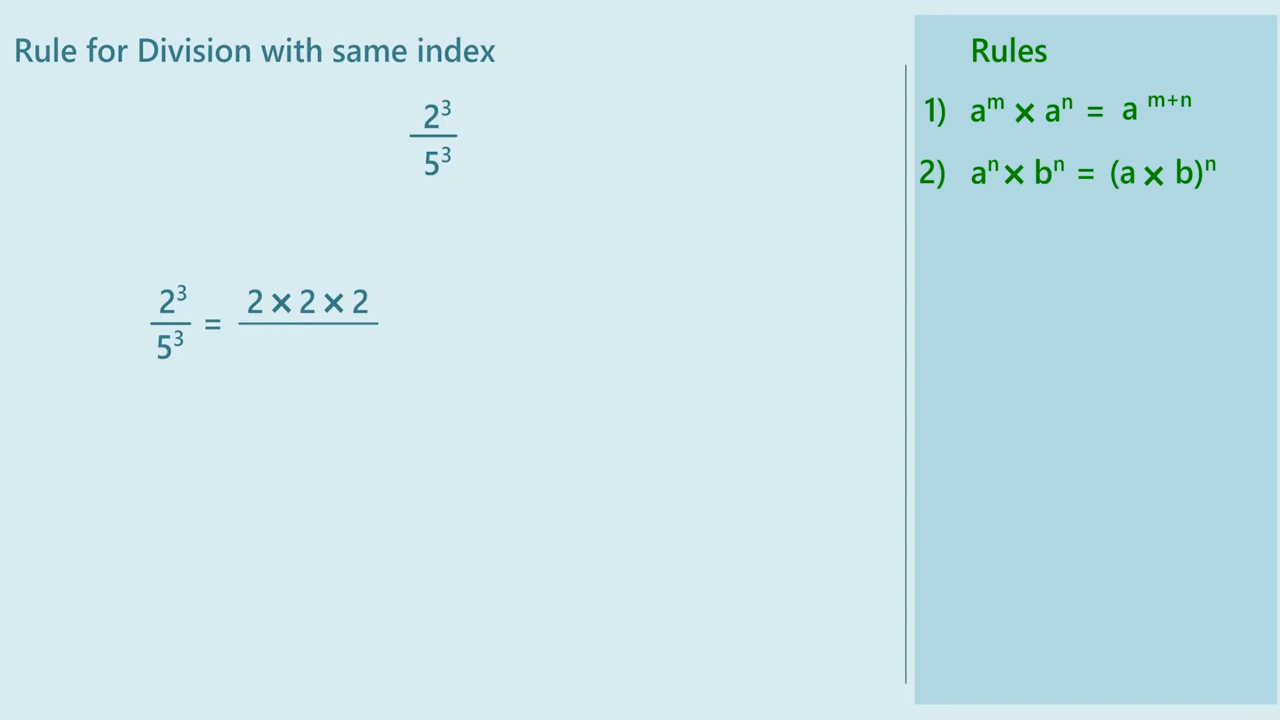 Rule for Division with same index
2³
5³
2³
5³ = 2 × 2 × 2
Rules
1) aᵐ × aⁿ = a ᵐ⁺ⁿ
2) aⁿ × bⁿ = (a × b)ⁿ